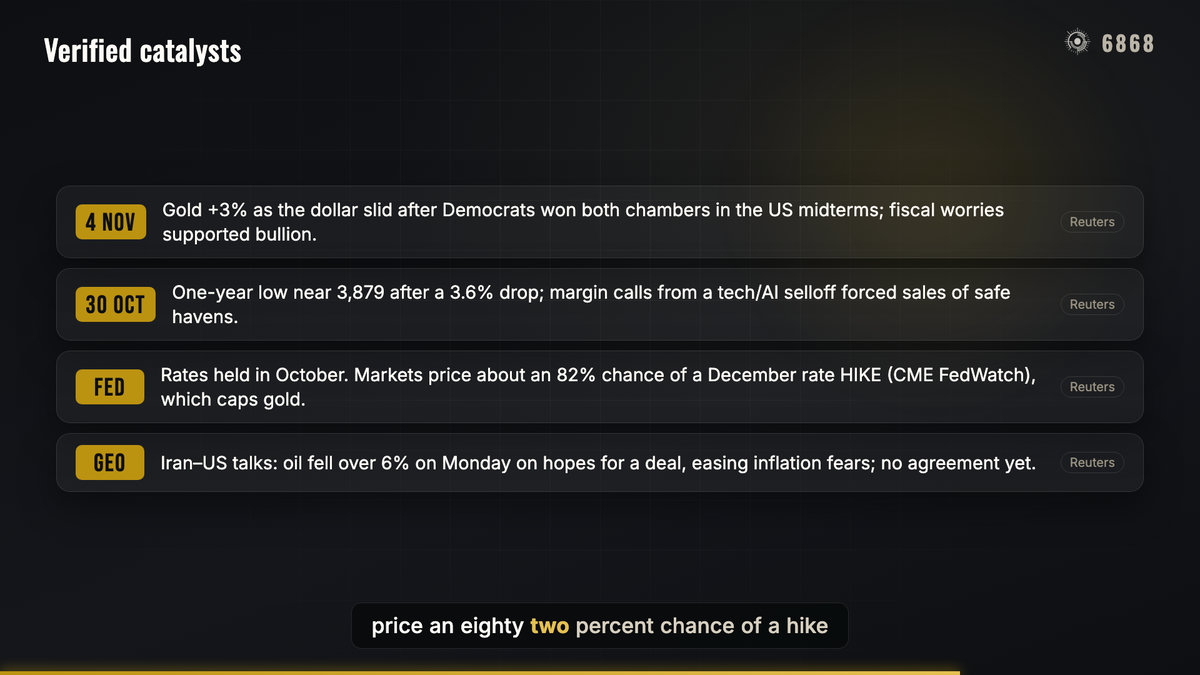 Verified catalysts
6868
4 NOV
Gold +3% as the dollar slid after Democrats won both chambers in the US midterms; fiscal worries
supported bullion.
Reuters
30 OCT
One-year low near 3,879 after a 3.6% drop; margin calls from a tech/AI selloff forced sales of safe
havens.
Reuters
FED
Rates held in October. Markets price about an 82% chance of a December rate HIKE (CME FedWatch),
which caps gold.
Reuters
GEO
Iran–US talks: oil fell over 6% on Monday on hopes for a deal, easing inflation fears; no agreement yet.
Reuters
price an eighty two percent chance of a hike